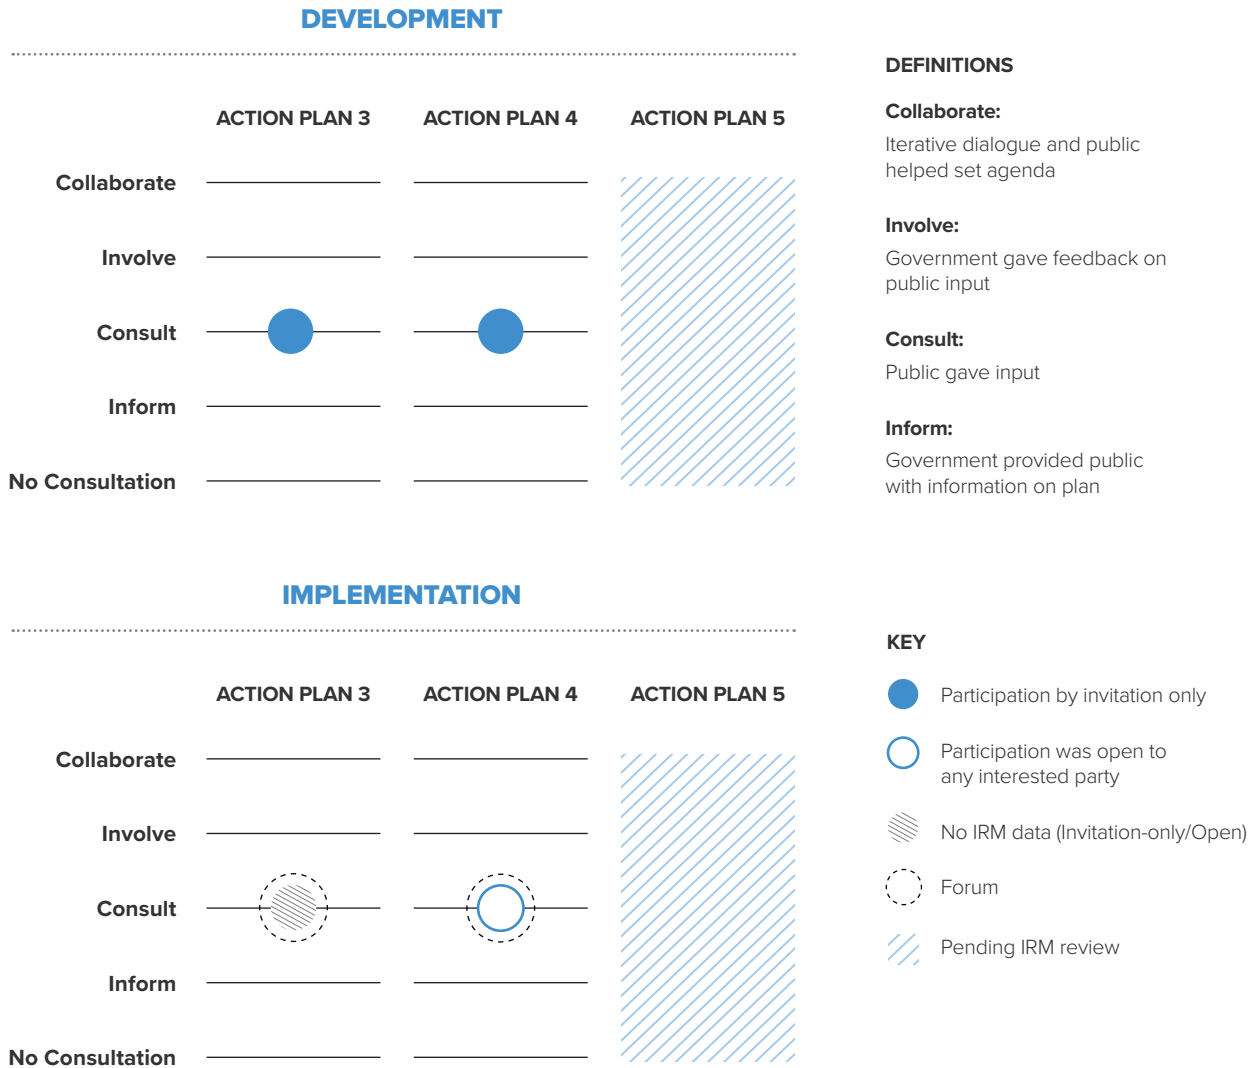 DEVELOPMENT
ACTION PLAN 3
ACTION PLAN 4
ACTION PLAN 5
Collaborate
Involve
Consult
Inform
No Consultation
DEFINITIONS
Collaborate:
Iterative dialogue and public
helped set agenda
Involve:
Government gave feedback on
public input
Consult:
Public gave input
Inform:
Government provided public
with information on plan
IMPLEMENTATION
ACTION PLAN 3
ACTION PLAN 4
ACTION PLAN 5
Collaborate
Involve
Consult
Inform
No Consultation
KEY
Participation by invitation only
Participation was open to
any interested party
No IRM data (Invitation-only/Open)
Forum
Pending IRM review